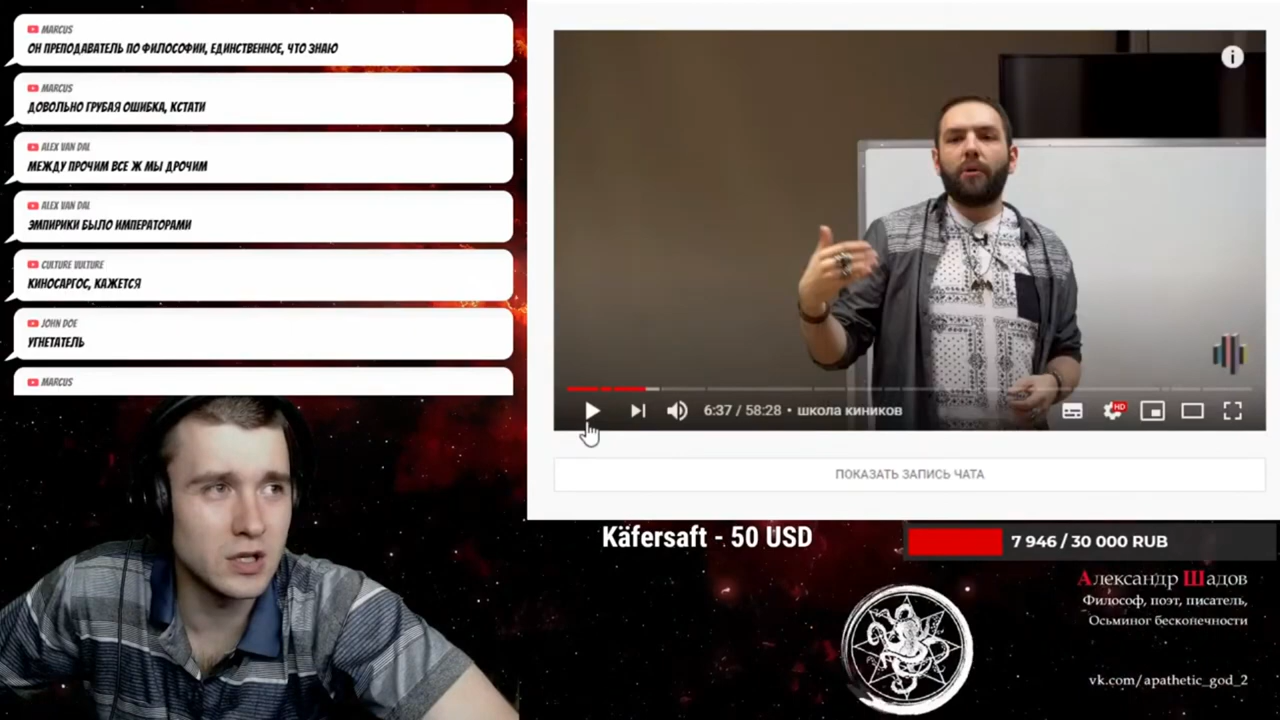 MARCUS
ОН ПРЕПОДАВАТЕЛЬ ПО ФИЛОСОФИИ, ЕДИНСТВЕННОЕ, ЧТО ЗНАЮ
MARCUS
ДОВОЛЬНО ГРУБАЯ ОШИБКА, КСТАТИ
ALEX VAN DAL
МЕЖДУ ПРОЧИМ ВСЕ Ж МЫ ДРОЧИМ
ALEX VAN DAL
ЭМПИРИКИ БЫЛО ИМПЕРАТОРАМИ
CULTURE VULTURE
КИНОСАРГОС, КАЖЕТСЯ
JOHN DOE
УГНЕТАТЕЛЬ
MARCUS
6:37 / 58:28 • школа киников
HD
ПОКАЗАТЬ ЗАПИСЬ ЧАТА
Käfersaft - 50 USD
7 946 / 30 000 RUB
Александр Шадов
Философ, поэт, писатель,
Осьминог бесконечности
vk.com/apathetic_god_2